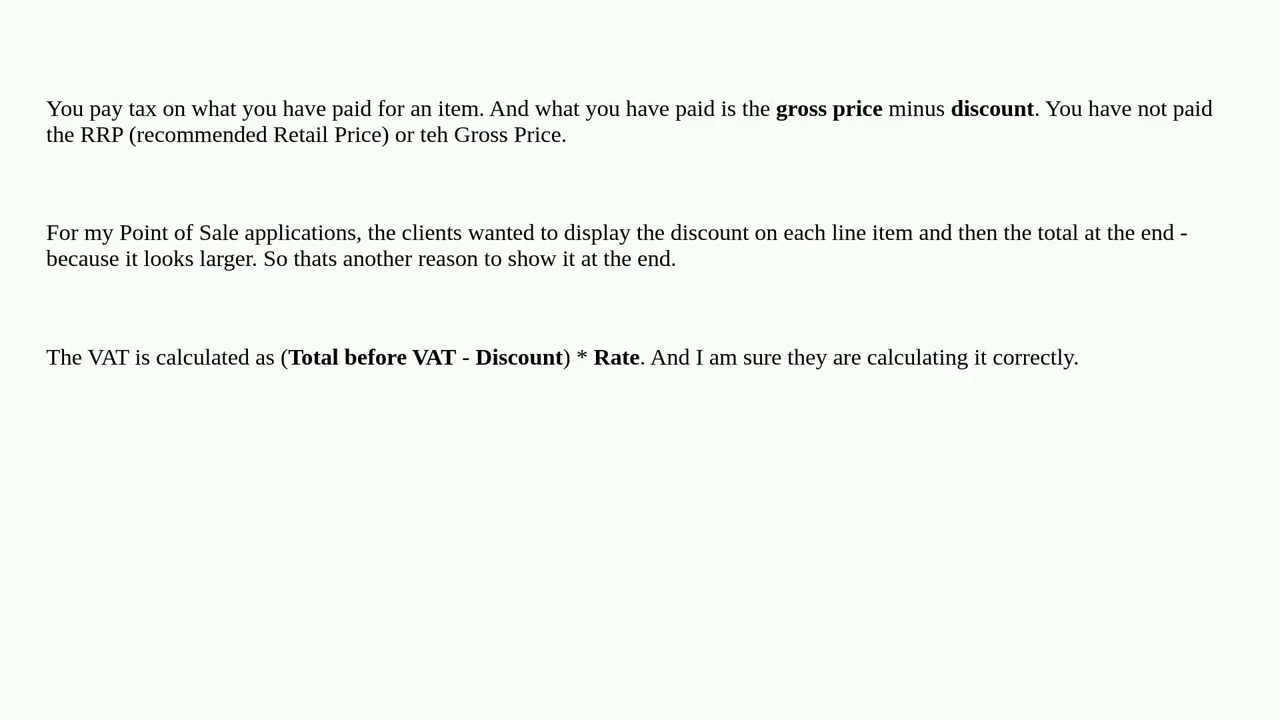 You pay tax on what you have paid for an item. And what you have paid is the gross price minus discount. You have not paid
the RRP (recommended Retail Price) or teh Gross Price.
For my Point of Sale applications, the clients wanted to display the discount on each line item and then the total at the end -
because it looks larger. So thats another reason to show it at the end.
The VAT is calculated as (Total before VAT - Discount) * Rate. And I am sure they are calculating it correctly.